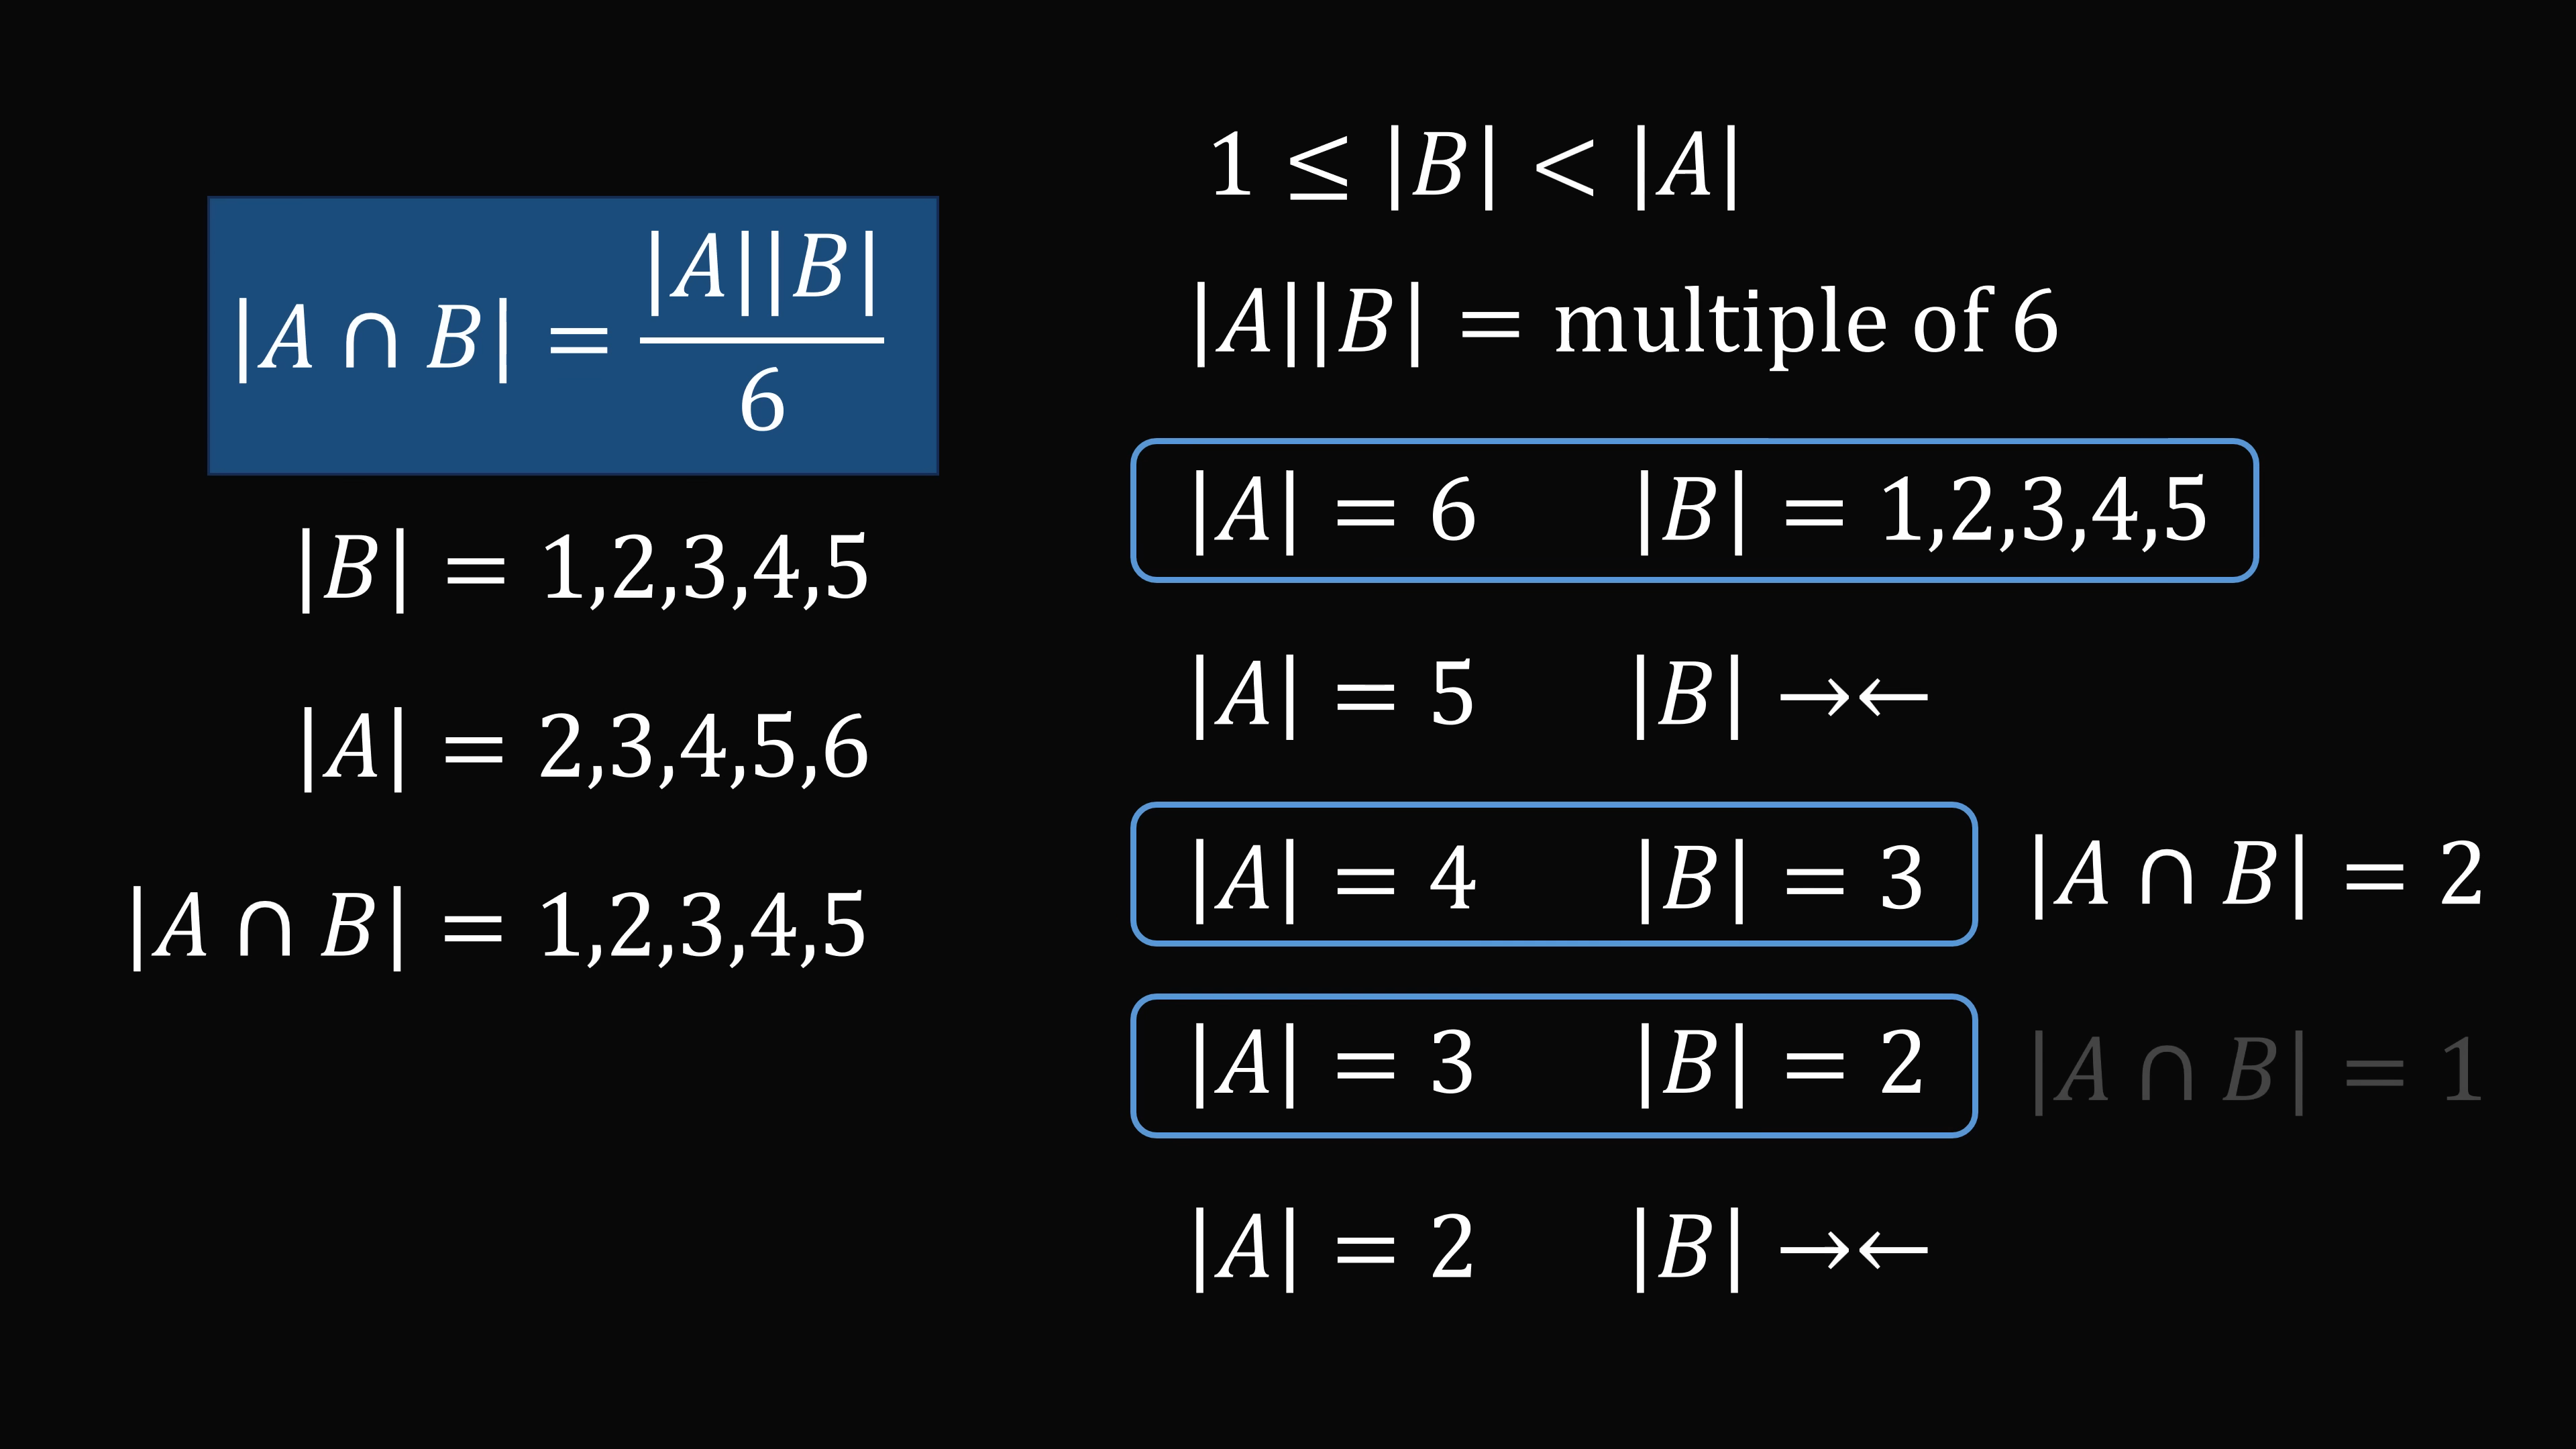 |A ∩ B| = |A||B| / 6
|B| = 1,2,3,4,5
|A| = 2,3,4,5,6
|A ∩ B| = 1,2,3,4,5
1 ≤ |B| < |A|
|A||B| = multiple of 6
|A| = 6 |B| = 1,2,3,4,5
|A| = 5 |B| →←
|A| = 4 |B| = 3 |A ∩ B| = 2
|A| = 3 |B| = 2 |A ∩ B| = 1
|A| = 2 |B| →←